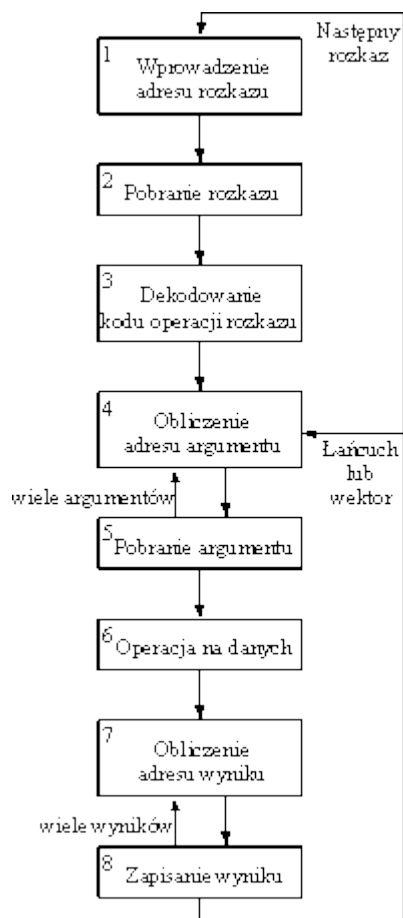 Następny
rozkaz
1
Wprowadzenie
adresu rozkazu
2
Pobranie rozkazu
3
Dekodowanie
kodu operacji rozkazu
4
Obliczenie
adresu argumentu
Łańcuch
lub
wektor
wiele argumentów
5
Pobranie argumentu
6
Operacja na danych
7
Obliczenie
adresu wyniku
wiele wyników
8
Zapisanie wyniku